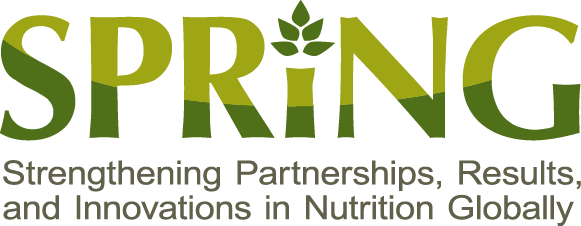 SPRiNG
Strengthening Partnerships, Results,
and Innovations in Nutrition Globally